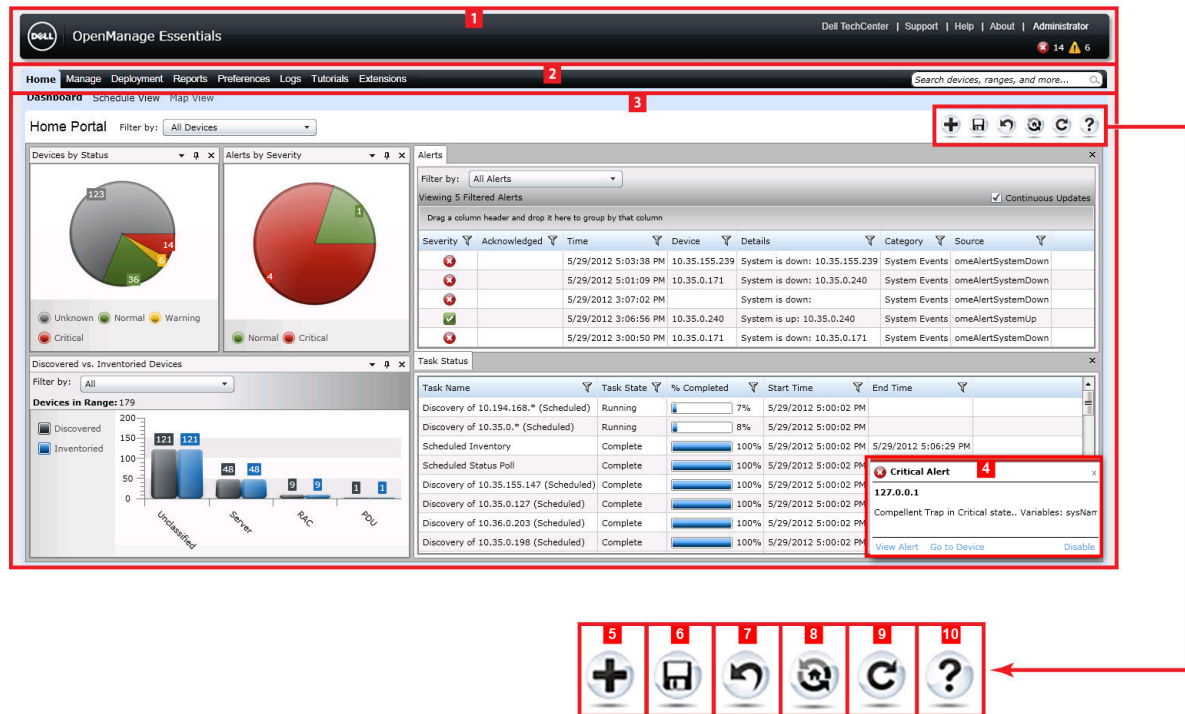 1
Dell TechCenter | Support | Help | About | Administrator
DELL OpenManage Essentials
14 6
Home Manage Deployment Reports Preferences Logs Tutorials Extensions
2
Search devices, ranges, and more...
Dashboard Schedule View Map View
3
Home Portal Filter by: All Devices
Devices by Status
123
14
6
36
Unknown Normal Warning
Critical
Alerts by Severity
1
4
Normal Critical
Alerts
Filter by: All Alerts
Viewing 5 Filtered Alerts
Continuous Updates
Drag a column header and drop it here to group by that column
Severity Acknowledged Time Device Details Category Source
5/29/2012 5:03:38 PM 10.35.155.239 System is down: 10.35.155.239 System Events omeAlertSystemDown
5/29/2012 5:01:09 PM 10.35.0.171 System is down: 10.35.0.240 System Events omeAlertSystemDown
5/29/2012 3:07:02 PM System is down: System Events omeAlertSystemDown
5/29/2012 3:06:56 PM 10.35.0.240 System is up: 10.35.0.240 System Events omeAlertSystemUp
5/29/2012 3:00:50 PM 10.35.0.171 System is down: 10.35.0.171 System Events omeAlertSystemDown
Discovered vs. Inventoried Devices
Filter by: All
Devices in Range: 179
Discovered
Inventoried
200
150
100
50
0
121 121
48 48
9 9
1 1
Unclassified
Server
RAC
PDU
Task Status
Task Name Task State % Completed Start Time End Time
Discovery of 10.194.168.* (Scheduled) Running 7% 5/29/2012 5:00:02 PM
Discovery of 10.35.0.* (Scheduled) Running 8% 5/29/2012 5:00:02 PM
Scheduled Inventory Complete 100% 5/29/2012 5:00:02 PM 5/29/2012 5:06:29 PM
Scheduled Status Poll Complete 100% 5/29/2012 5:00:02 PM
Discovery of 10.35.155.147 (Scheduled) Complete 100% 5/29/2012 5:00:02 PM
Discovery of 10.35.0.127 (Scheduled) Complete 100% 5/29/2012 5:00:02 PM
Discovery of 10.36.0.203 (Scheduled) Complete 100% 5/29/2012 5:00:02 PM
Discovery of 10.35.0.198 (Scheduled) Complete 100% 5/29/2012 5:00:02 PM
Critical Alert 4 x
127.0.0.1
Compellent Trap in Critical state.. Variables: sysNam
View Alert Go to Device Disable
5 6 7 8 9 10
?